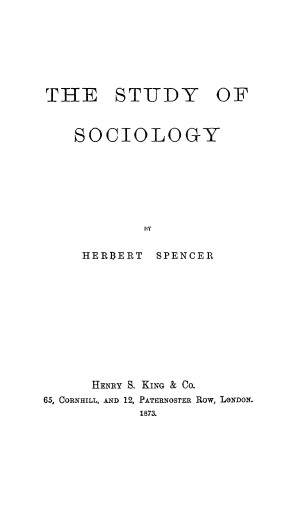 THE STUDY OF
SOCIOLOGY
BY
HERBERT SPENCER
HENRY S. KING & Co.
65, CORNHILL, AND 12, PATERNOSTER ROW, LONDON.
1873.